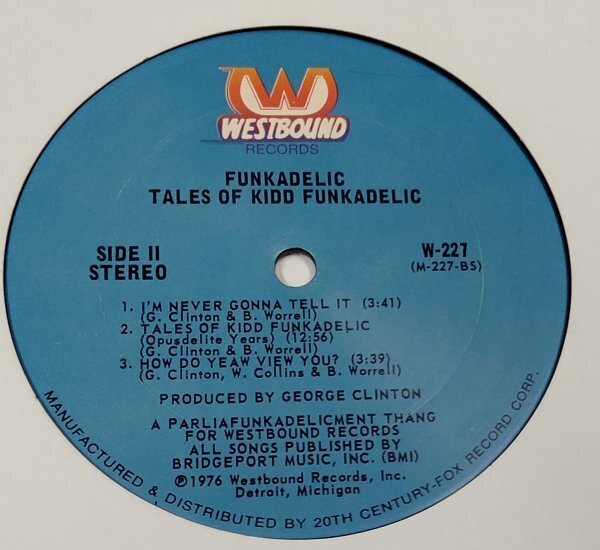 W
WESTBOUND
RECORDS
FUNKADELIC
TALES OF KIDD FUNKADELIC
SIDE II
STEREO
W-227
(M-227-BS)
1. I'M NEVER GONNA TELL IT (3:41)
(G. Clinton & B. Worrell)
2. TALES OF KIDD FUNKADELIC
(Opusdelite Years) (12:56)
(G. Clinton & B. Worrell)
3. HOW DO YEAW VIEW YOU? (3:39)
(G. Clinton, W. Collins & B. Worrell)
PRODUCED BY GEORGE CLINTON
A PARLIAFUNKADELICMENT THANG
FOR WESTBOUND RECORDS
ALL SONGS PUBLISHED BY
BRIDGEPORT MUSIC, INC. (BMI)
℗1976 Westbound Records, Inc.
Detroit, Michigan
MANUFACTURED & DISTRIBUTED BY 20TH CENTURY-FOX RECORD CORP.